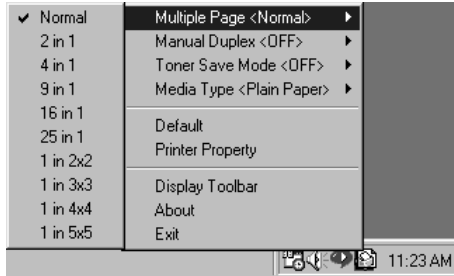 Normal
2 in 1
4 in 1
9 in 1
16 in 1
25 in 1
1 in 2x2
1 in 3x3
1 in 4x4
1 in 5x5
Multiple Page <Normal>
Manual Duplex <OFF>
Toner Save Mode <OFF>
Media Type <Plain Paper>
Default
Printer Property
Display Toolbar
About
Exit
11:23 AM